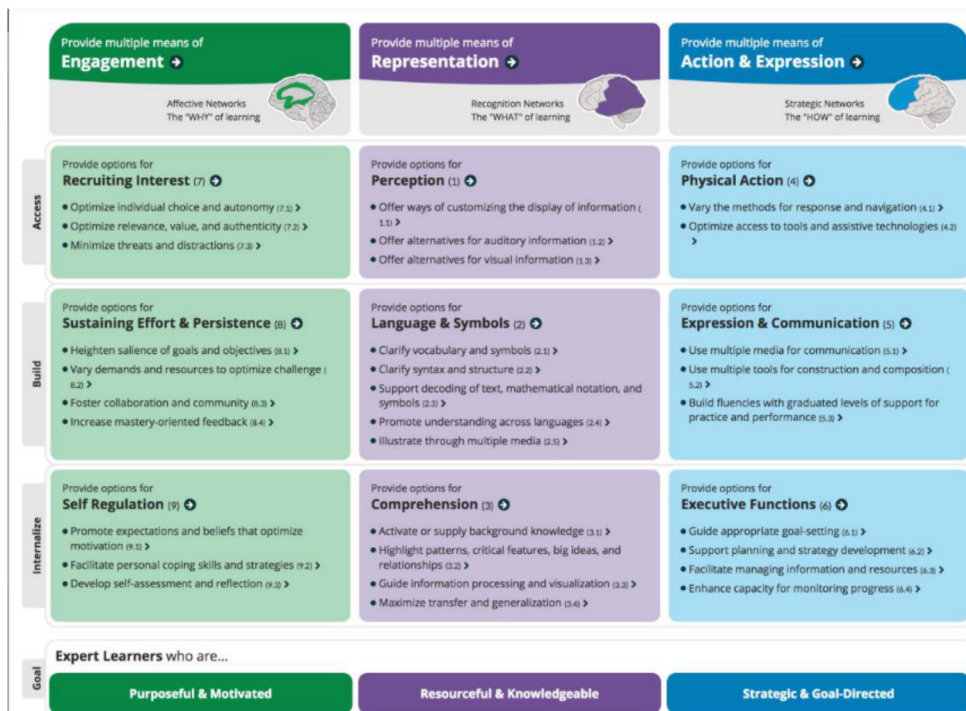 Provide multiple means of
Engagement
Affective Networks
The "WHY" of learning
Provide multiple means of
Representation
Recognition Networks
The "WHAT" of learning
Provide multiple means of
Action & Expression
Strategic Networks
The "HOW" of learning
Access
Provide options for
Recruiting Interest (7)
• Optimize individual choice and autonomy (7.1) >
• Optimize relevance, value, and authenticity (7.2) >
• Minimize threats and distractions (7.3) >
Provide options for
Perception (1)
• Offer ways of customizing the display of information (
1.1) >
• Offer alternatives for auditory information (1.2) >
• Offer alternatives for visual information (1.3) >
Provide options for
Physical Action (4)
• Vary the methods for response and navigation (4.1) >
• Optimize access to tools and assistive technologies (4.2)
>
Build
Provide options for
Sustaining Effort & Persistence (8)
• Heighten salience of goals and objectives (8.1) >
• Vary demands and resources to optimize challenge (
8.2) >
• Foster collaboration and community (8.3) >
• Increase mastery-oriented feedback (8.4) >
Provide options for
Language & Symbols (2)
• Clarify vocabulary and symbols (2.1) >
• Clarify syntax and structure (2.2) >
• Support decoding of text, mathematical notation, and
symbols (2.3) >
• Promote understanding across languages (2.4) >
• Illustrate through multiple media (2.5) >
Provide options for
Expression & Communication (5)
• Use multiple media for communication (5.1) >
• Use multiple tools for construction and composition (
5.2) >
• Build fluencies with graduated levels of support for
practice and performance (5.3) >
Internalize
Provide options for
Self Regulation (9)
• Promote expectations and beliefs that optimize
motivation (9.1) >
• Facilitate personal coping skills and strategies (9.2) >
• Develop self-assessment and reflection (9.3) >
Provide options for
Comprehension (3)
• Activate or supply background knowledge (3.1) >
• Highlight patterns, critical features, big ideas, and
relationships (3.2) >
• Guide information processing and visualization (3.3) >
• Maximize transfer and generalization (3.4) >
Provide options for
Executive Functions (6)
• Guide appropriate goal-setting (6.1) >
• Support planning and strategy development (6.2) >
• Facilitate managing information and resources (6.3) >
• Enhance capacity for monitoring progress (6.4) >
Goal
Expert Learners who are...
Purposeful & Motivated
Resourceful & Knowledgeable
Strategic & Goal-Directed